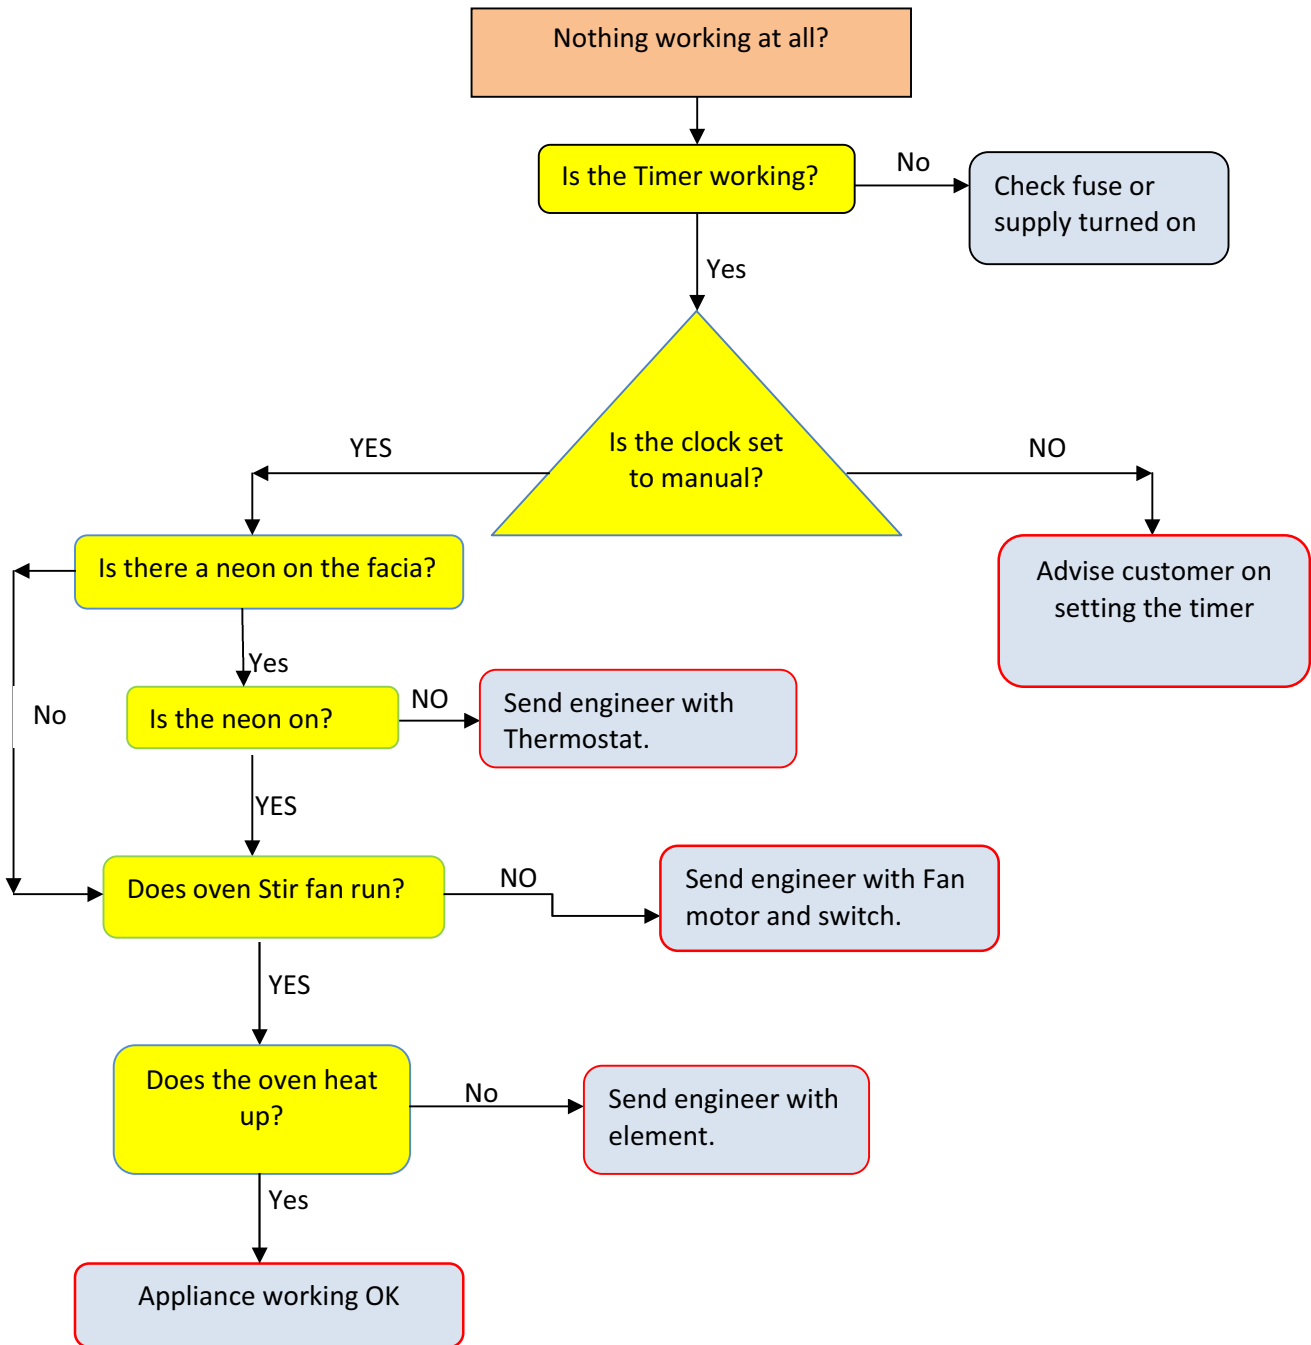 Nothing working at all?
Is the Timer working?
No
Check fuse or
supply turned on
Yes
Is the clock set
to manual?
YES
NO
Is there a neon on the facia?
Advise customer on
setting the timer
Yes
No
Is the neon on?
NO
Send engineer with
Thermostat.
YES
Does oven Stir fan run?
NO
Send engineer with Fan
motor and switch.
YES
Does the oven heat
up?
No
Send engineer with
element.
Yes
Appliance working OK